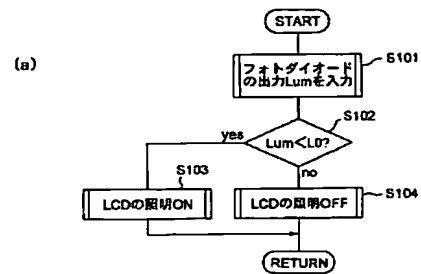 START
(a)
フォトダイオード
の出力Lumを入力
S101
S102
Lum<L0?
yes
no
S103
LCDの照明ON
S104
LCDの照明OFF
RETURN